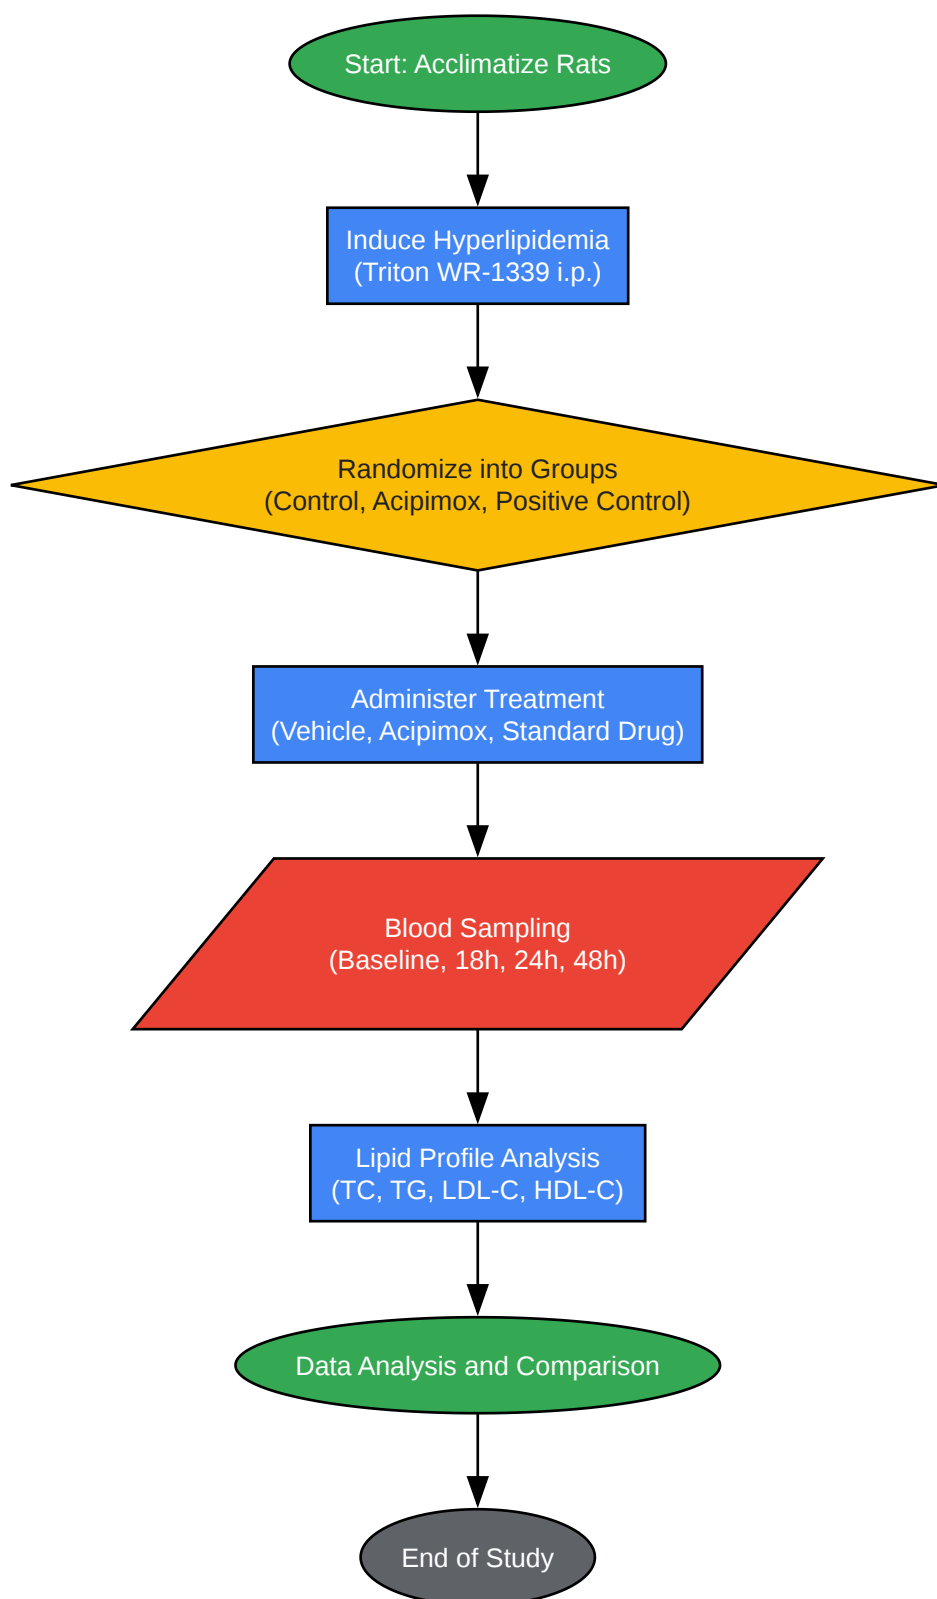 Start: Acclimatize Rats
Induce Hyperlipidemia
(Triton WR-1339 i.p.)
Randomize into Groups
(Control, Acipimox, Positive Control)
Administer Treatment
(Vehicle, Acipimox, Standard Drug)
Blood Sampling
(Baseline, 18h, 24h, 48h)
Lipid Profile Analysis
(TC, TG, LDL-C, HDL-C)
Data Analysis and Comparison
End of Study